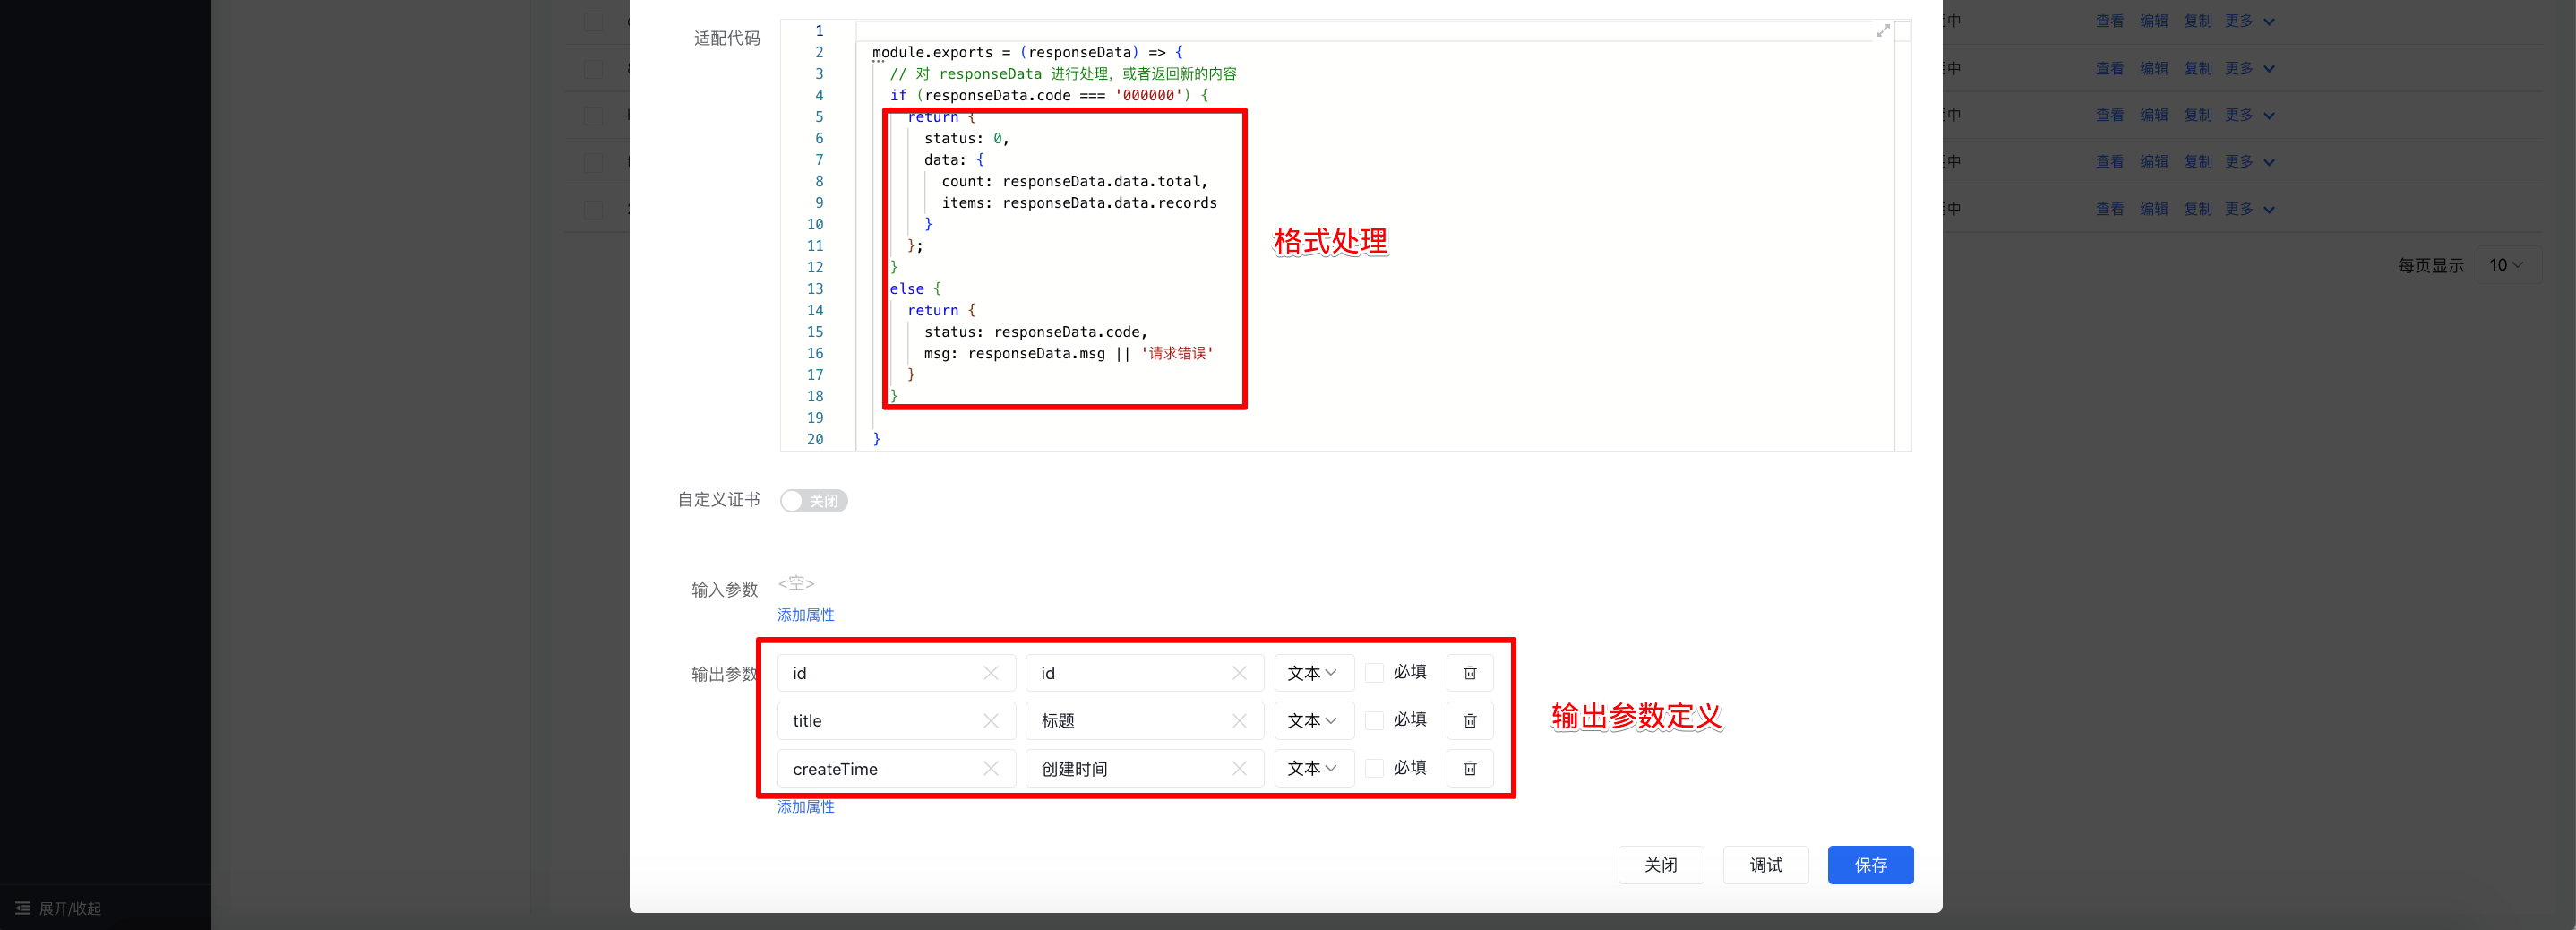 适配代码
1
2 module.exports = (responseData) => {
3 // 对 responseData 进行处理，或者返回新的内容
4 if (responseData.code === '000000') {
5 return {
6 status: 0,
7 data: {
8 count: responseData.data.total,
9 items: responseData.data.records
10 }
11 };
12 }
13 else {
14 return {
15 status: responseData.code,
16 msg: responseData.msg || '请求错误'
17 }
18 }
19
20 }
格式处理
中 查看 编辑 复制 更多
中 查看 编辑 复制 更多
中 查看 编辑 复制 更多
中 查看 编辑 复制 更多
中 查看 编辑 复制 更多
每页显示 10
自定义证书 关闭
输入参数 <空>
添加属性
输出参数 id id 文本 必填
title 标题 文本 必填
createTime 创建时间 文本 必填
输出参数定义
添加属性
关闭 调试 保存
展开/收起